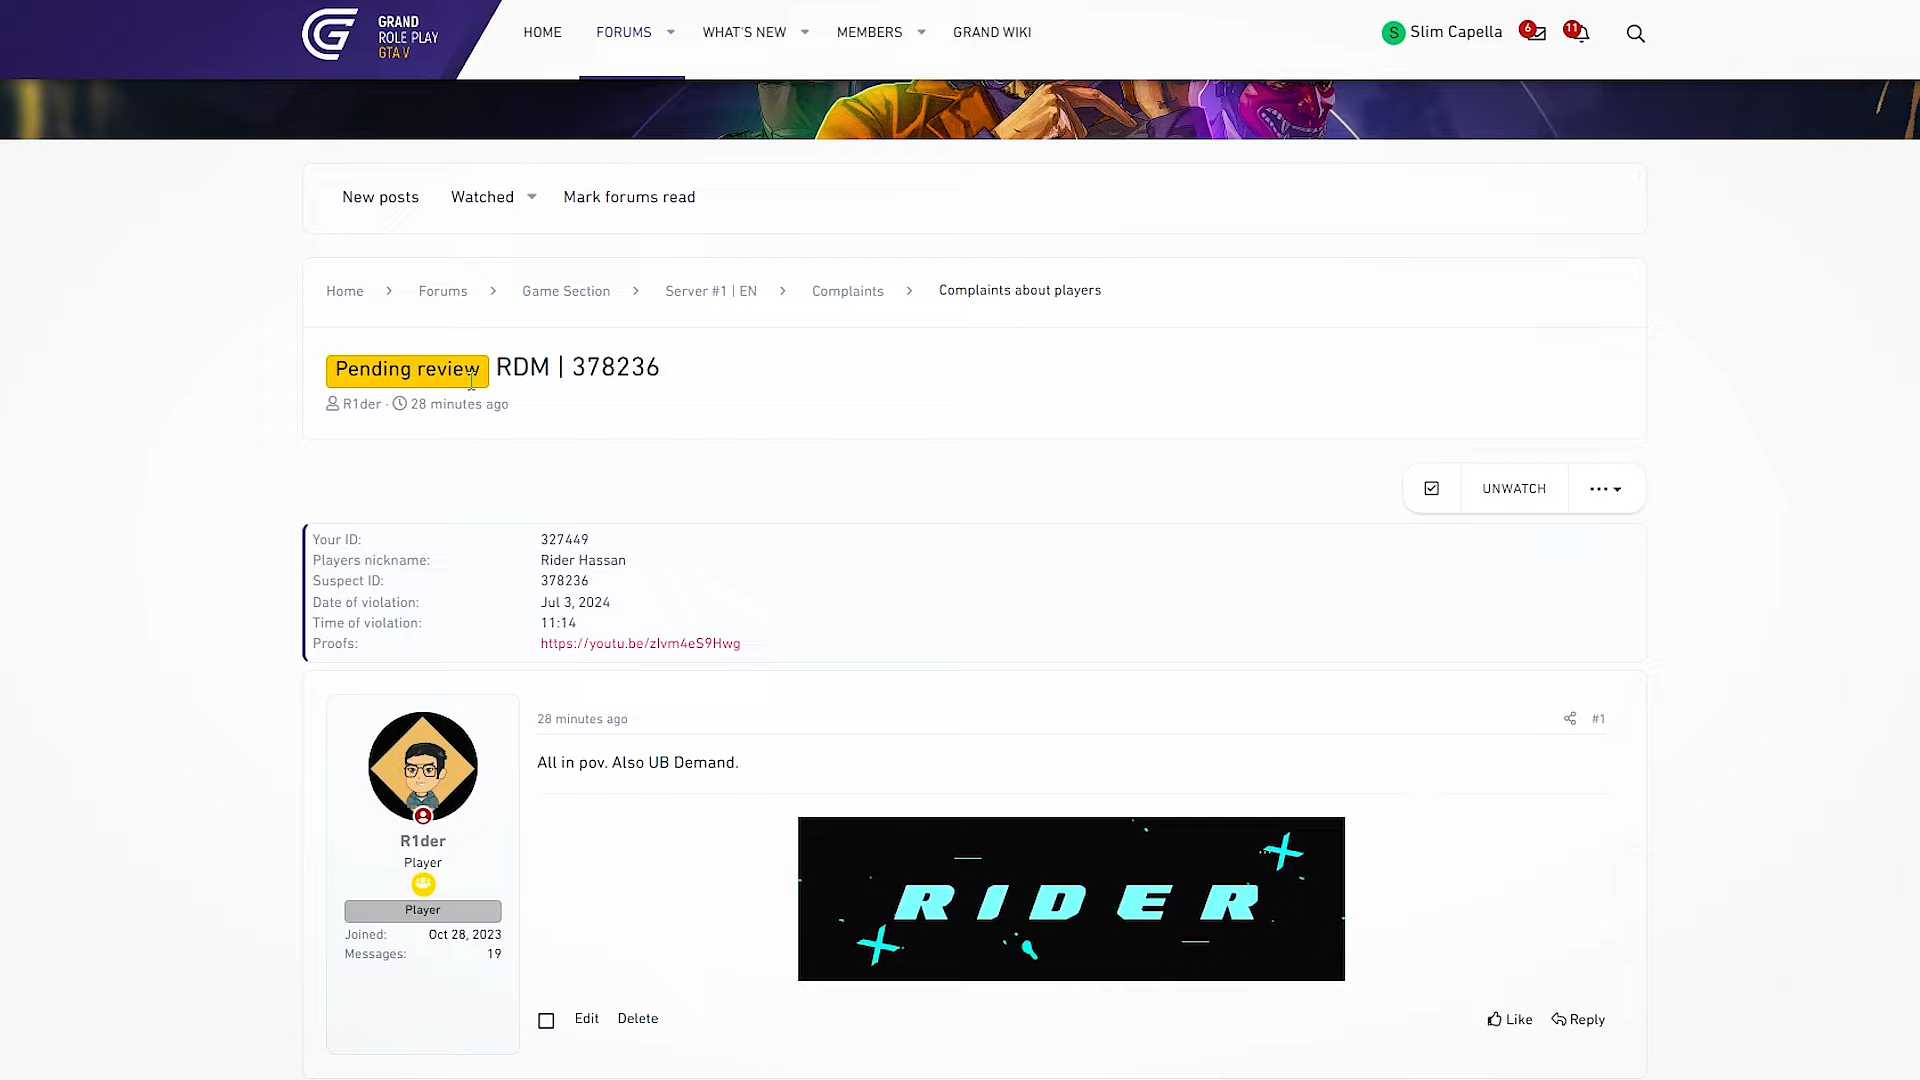 GRAND
ROLE PLAY
GTA V
HOME
FORUMS
WHAT'S NEW
MEMBERS
GRAND WIKI
S
Slim Capella
6
11
New posts
Watched
Mark forums read
Home
Forums
Game Section
Server #1 | EN
Complaints
Complaints about players
Pending review RDM | 378236
R1der · 28 minutes ago
UNWATCH
Your ID: 327449
Players nickname: Rider Hassan
Suspect ID: 378236
Date of violation: Jul 3, 2024
Time of violation: 11:14
Proofs: https://youtu.be/zlvm4eS9Hwg
28 minutes ago
#1
All in pov. Also UB Demand.
R1der
Player
Player
Joined: Oct 28, 2023
Messages: 19
RIDER
Edit
Delete
Like
Reply